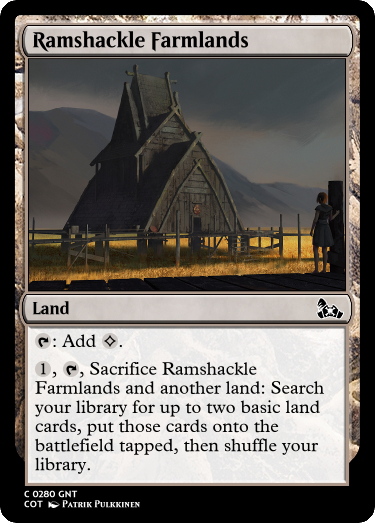 Ramshackle Farmlands
Land
: Add .
1, , Sacrifice Ramshackle
Farmlands and another land: Search
your library for up to two basic land
cards, put those cards onto the
battlefield tapped, then shuffle your
library.
C 0280 GNT
COT Patrik Pulkkinen